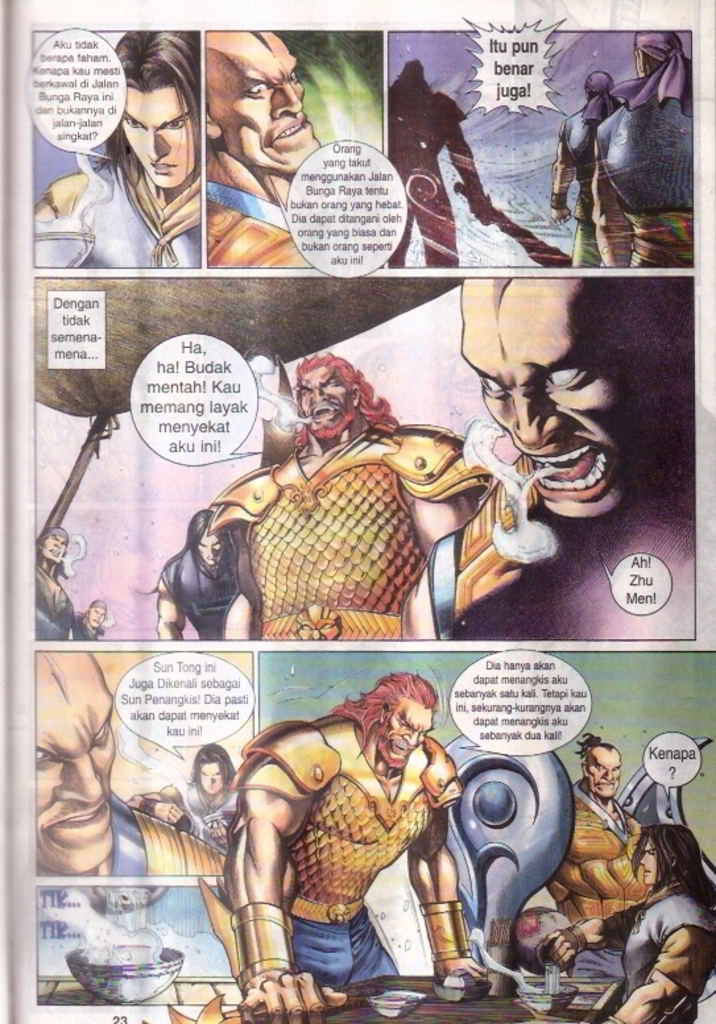 Aku tidak
berapa faham.
Kenapa kau mesti
berkawal di Jalan
Bunga Raya ini
dan bukannya di
jalan-jalan
singkat?
Orang
yang takut
menggunakan Jalan
Bunga Raya tentu
bukan orang yang hebat.
Dia dapat ditangani oleh
orang yang biasa dan
bukan orang seperti
aku ini!
Itu pun
benar
juga!
Dengan
tidak
semena-
mena...
Ha,
ha! Budak
mentah! Kau
memang layak
menyekat
aku ini!
Ah!
Zhu
Men!
Sun Tong ini
Juga Dikenali sebagai
Sun Penangkis! Dia pasti
akan dapat menyekat
kau ini!
Dia hanya akan
dapat menangkis aku
sebanyak satu kali. Tetapi kau
ini, sekurang-kurangnya akan
dapat menangkis aku
sebanyak dua kali!
Kenapa
?
TIK...
TIK...
23